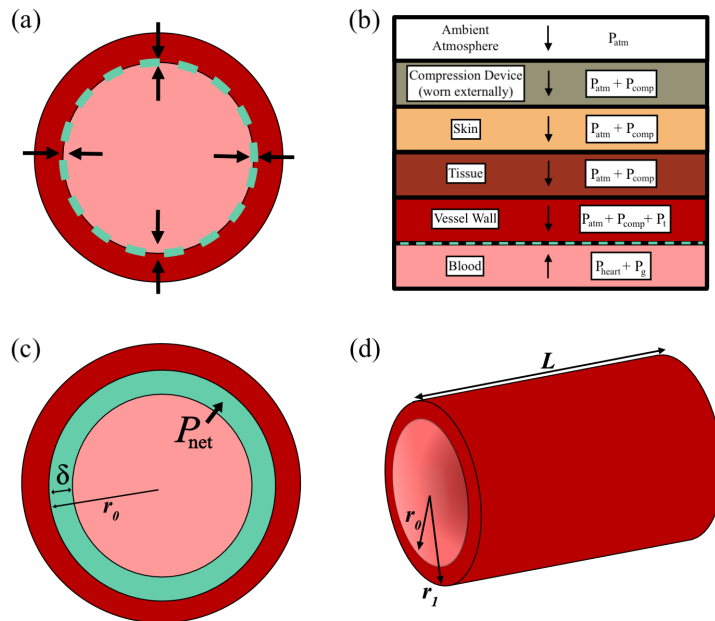 (a)
(b)
Ambient
Atmosphere
P_atm
Compression Device
(worn externally)
P_atm + P_comp
Skin
P_atm + P_comp
Tissue
P_atm + P_comp
Vessel Wall
P_atm + P_comp + P_t
Blood
P_heart + P_g
(c)
P_net
δ
r_0
(d)
L
r_0
r_1